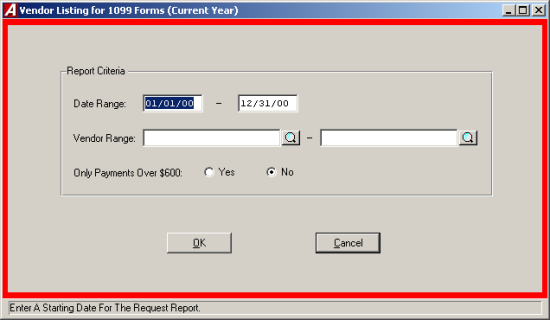 Vendor Listing for 1099 Forms (Current Year)
Report Criteria
Date Range: 01/01/00 - 12/31/00
Vendor Range: -
Only Payments Over $600: Yes No
OK Cancel
Enter A Starting Date For The Request Report.